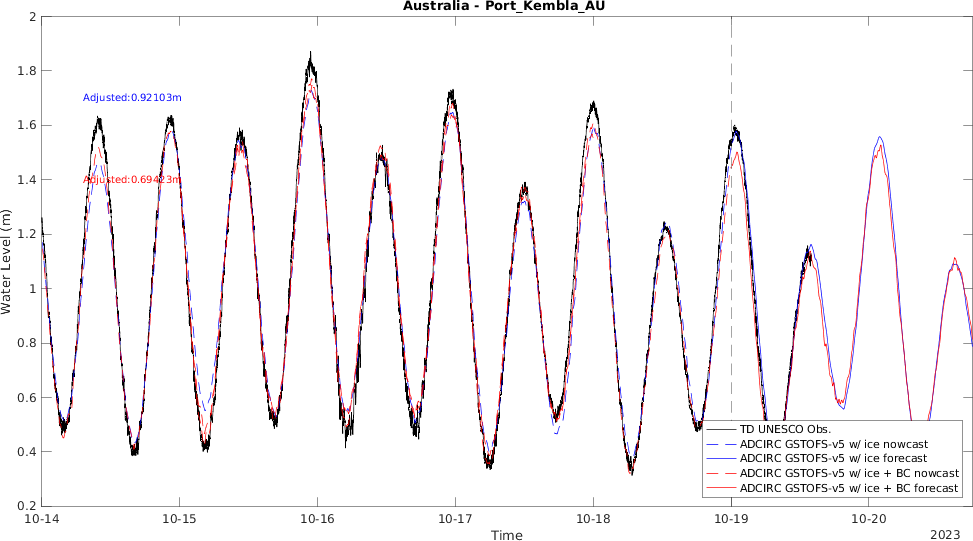 Australia - Port_Kembla_AU
2
1.8
1.6
1.4
1.2
1
0.8
0.6
0.4
0.2
Water Level (m)
Adjusted:0.92103m
Adjusted:0.69423m
TD UNESCO Obs.
ADCIRC GSTOFS-v5 w/ ice nowcast
ADCIRC GSTOFS-v5 w/ ice forecast
ADCIRC GSTOFS-v5 w/ ice + BC nowcast
ADCIRC GSTOFS-v5 w/ ice + BC forecast
10-14 10-15 10-16 10-17 10-18 10-19 10-20
Time
2023